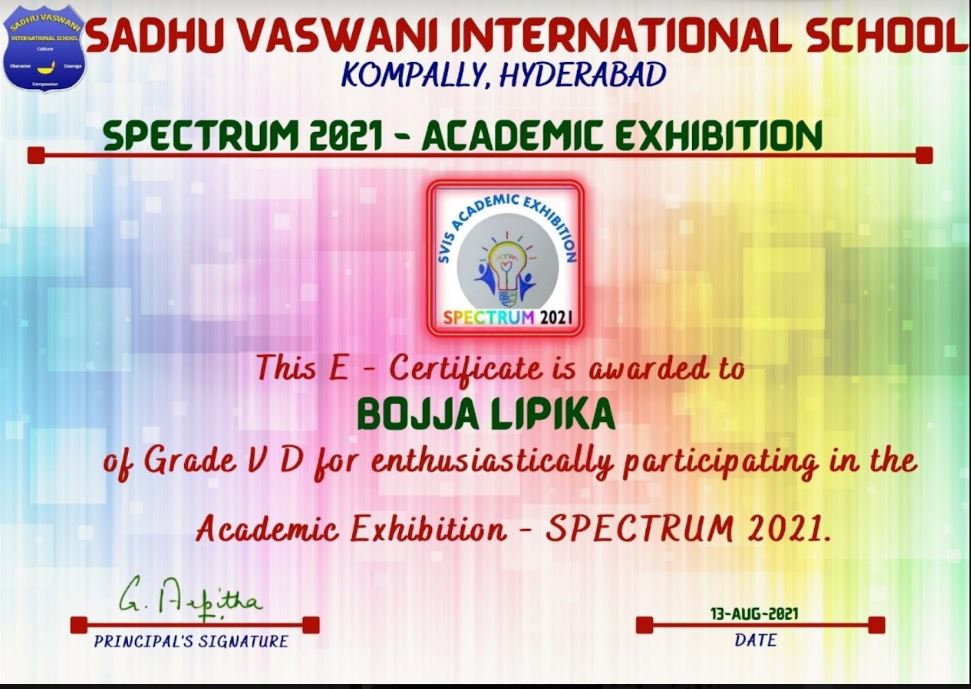 SADHU VASWANI
INTERNATIONAL SCHOOL
Culture
Character
Courage
Compassion
SADHU VASWANI INTERNATIONAL SCHOOL
KOMPALLY, HYDERABAD
SPECTRUM 2021 - ACADEMIC EXHIBITION
SVIS ACADEMIC EXHIBITION
SPECTRUM 2021
This E - Certificate is awarded to
BOJJA LIPIKA
of Grade V D for enthusiastically participating in the
Academic Exhibition - SPECTRUM 2021.
G. Arpitha
PRINCIPAL'S SIGNATURE
13-AUG-2021
DATE